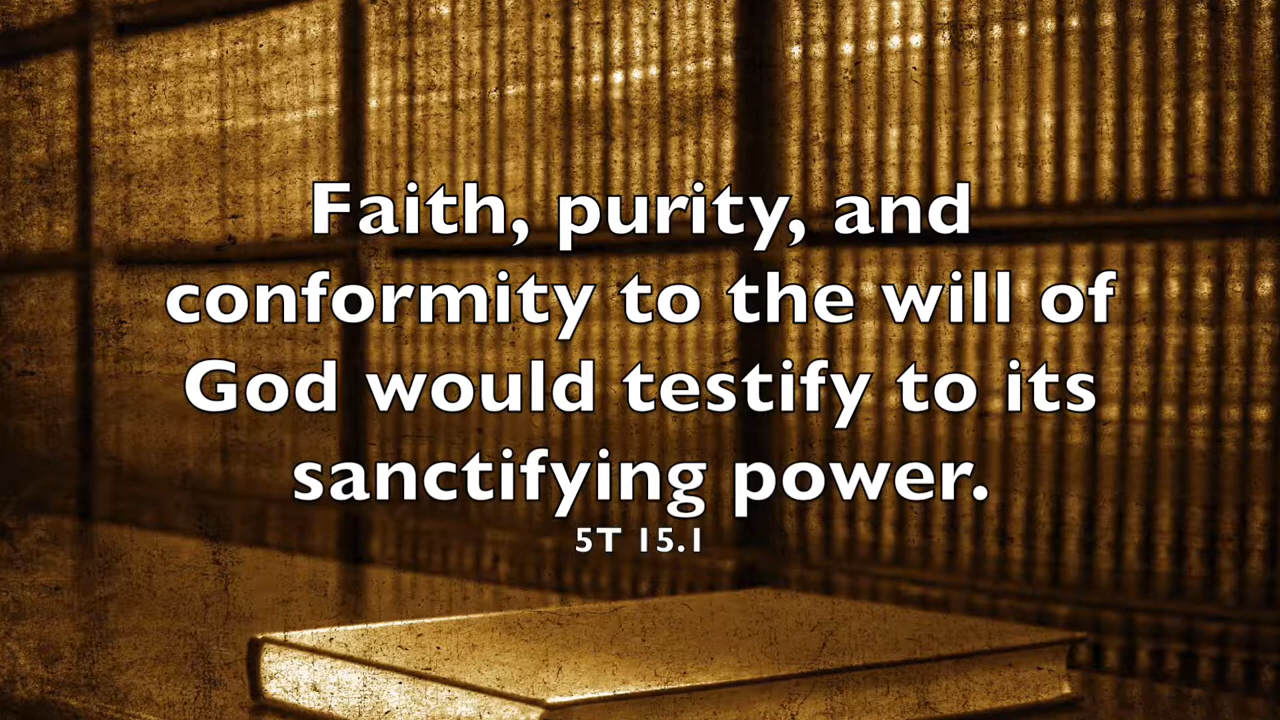 Faith, purity, and
conformity to the will of
God would testify to its
sanctifying power.
5T 15.1